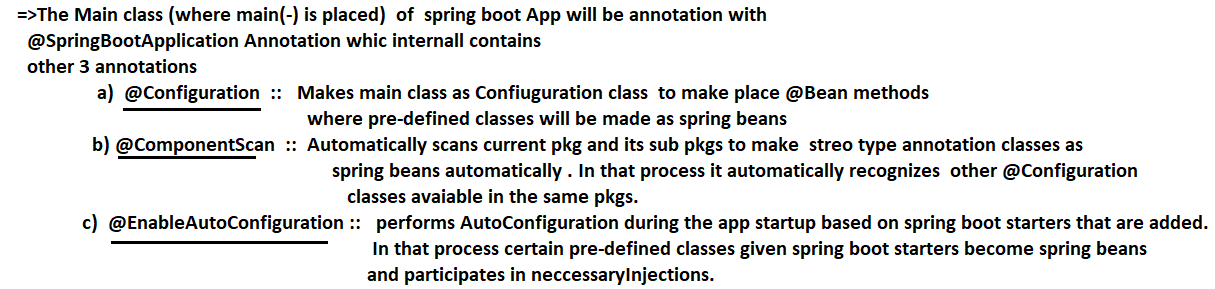 =>The Main class (where main(-) is placed)  of  spring boot App will be annotation with
@SpringBootApplication Annotation whic internall contains
other 3 annotations
a)  @Configuration  ::   Makes main class as Confiuguration class  to make place @Bean methods
where pre-defined classes will be made as spring beans
b) @ComponentScan  ::  Automatically scans current pkg and its sub pkgs to make  streo type annotation classes as
spring beans automatically . In that process it automatically recognizes  other @Configuration
classes avaiable in the same pkgs.
c)  @EnableAutoConfiguration ::   performs AutoConfiguration during the app startup based on spring boot starters that are added.
In that process certain pre-defined classes given spring boot starters become spring beans
and participates in neccessaryInjections.